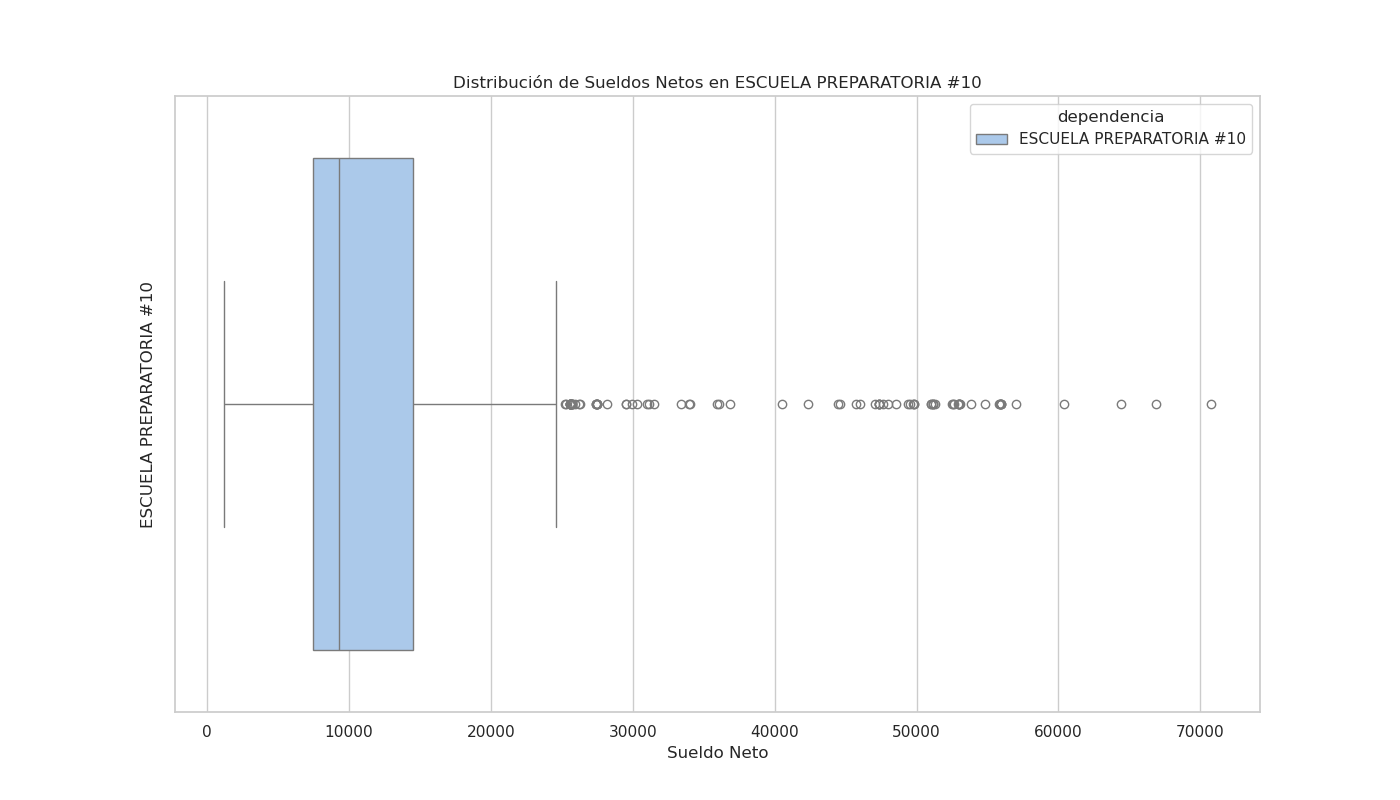 Distribución de Sueldos Netos en ESCUELA PREPARATORIA #10
dependencia
ESCUELA PREPARATORIA #10
ESCUELA PREPARATORIA #10
0
10000
20000
30000
40000
50000
60000
70000
Sueldo Neto